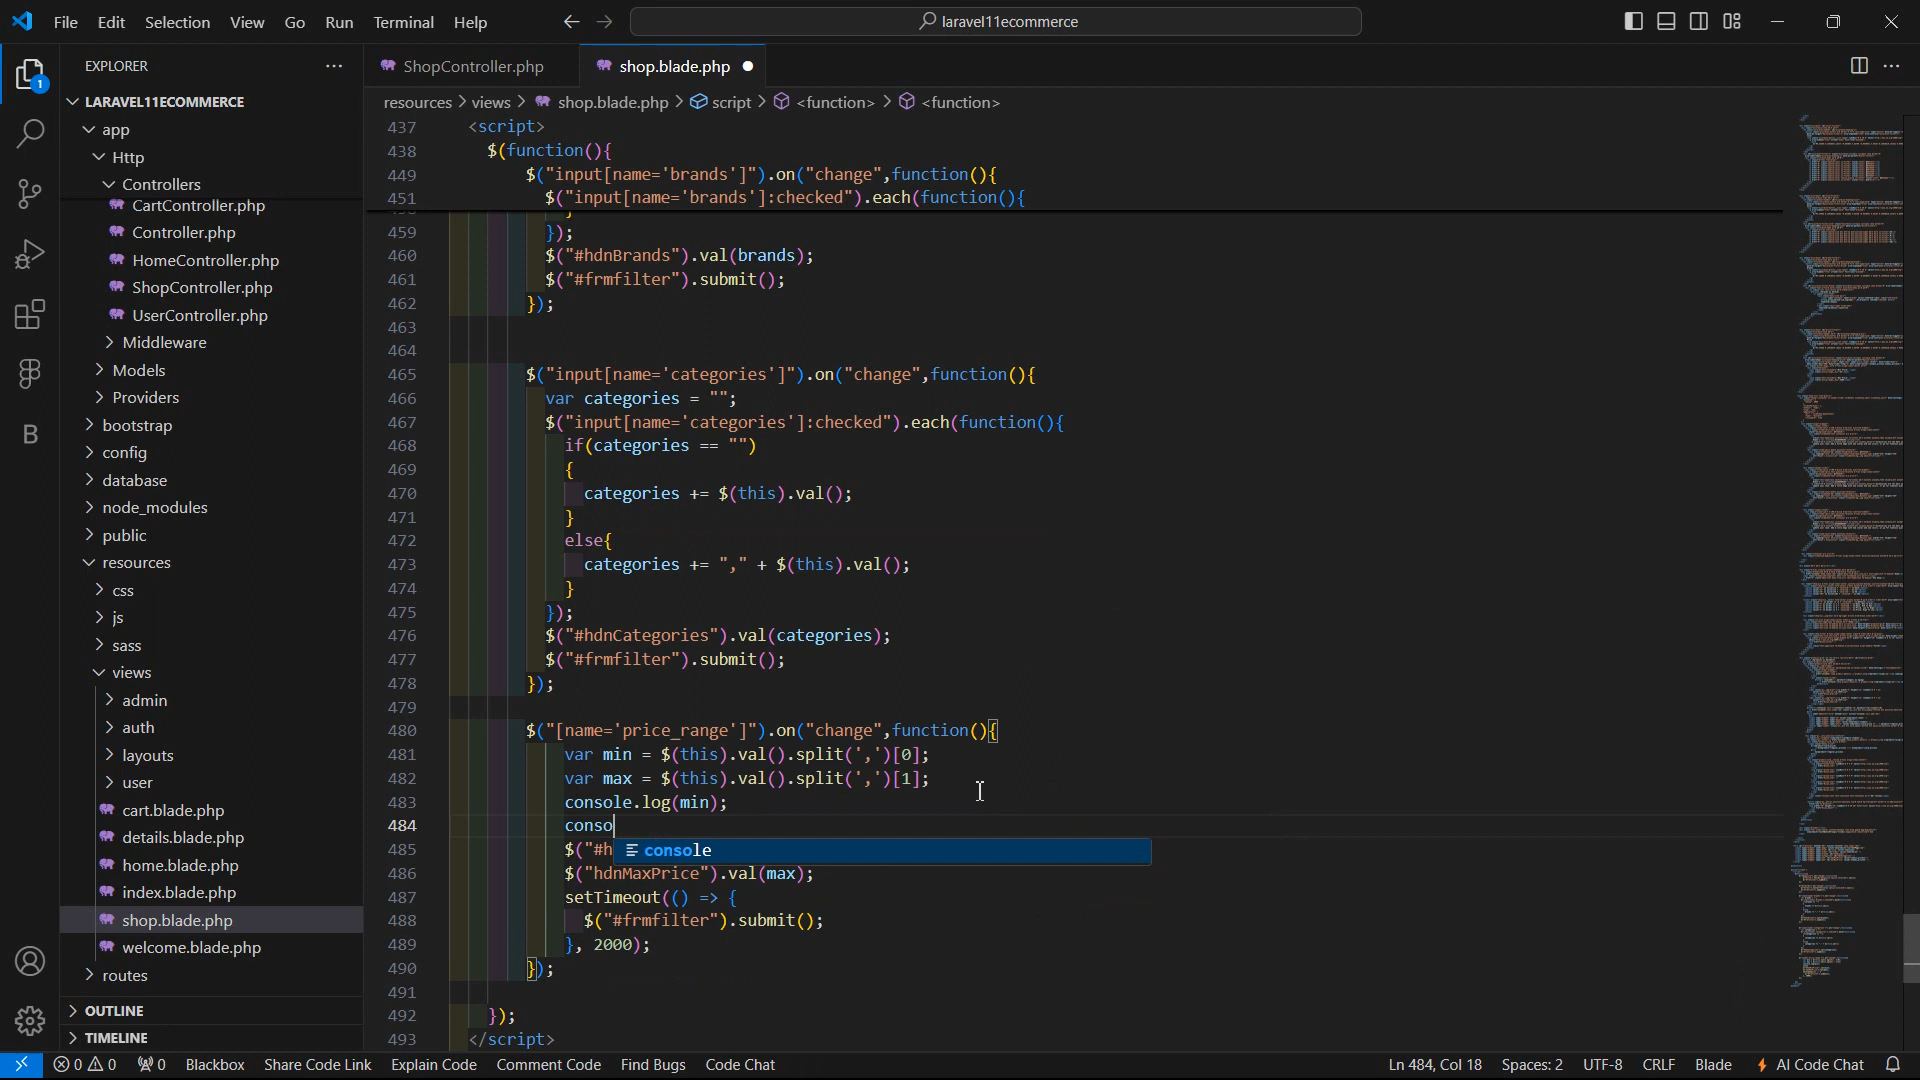 File Edit Selection View Go Run Terminal Help
laravel11ecommerce
EXPLORER
ShopController.php
shop.blade.php
LARAVEL11ECOMMERCE
app
Http
Controllers
CartController.php
Controller.php
HomeController.php
ShopController.php
UserController.php
Middleware
Models
Providers
bootstrap
config
database
node_modules
public
resources
css
js
sass
views
admin
auth
layouts
user
cart.blade.php
details.blade.php
home.blade.php
index.blade.php
shop.blade.php
welcome.blade.php
routes
OUTLINE
TIMELINE
resources > views > shop.blade.php > script > <function> > <function>
437 <script>
438 $(function(){
449 $("input[name='brands']").on("change",function(){
451 $("input[name='brands']:checked").each(function(){
459 });
460 $("#hdnBrands").val(brands);
461 $("#frmfilter").submit();
462 });
463
464
465 $("input[name='categories']").on("change",function(){
466 var categories = "";
467 $("input[name='categories']:checked").each(function(){
468 if(categories == "")
469 {
470 categories += $(this).val();
471 }
472 else{
473 categories += "," + $(this).val();
474 }
475 });
476 $("#hdnCategories").val(categories);
477 $("#frmfilter").submit();
478 });
479
480 $("[name='price_range']").on("change",function(){
481 var min = $(this).val().split(',')[0];
482 var max = $(this).val().split(',')[1];
483 console.log(min);
484 conso
console
485 $("#h
486 $("hdnMaxPrice").val(max);
487 setTimeout(() => {
488 $("#frmfilter").submit();
489 }, 2000);
490 });
491
492 });
493 </script>
0 0 0 Blackbox Share Code Link Explain Code Comment Code Find Bugs Code Chat Ln 484, Col 18 Spaces: 2 UTF-8 CRLF Blade AI Code Chat